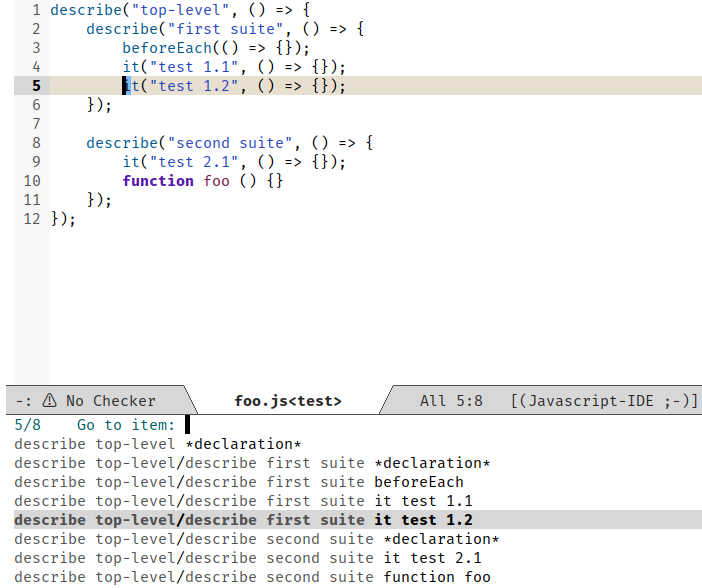 1 describe("top-level", () => {
2     describe("first suite", () => {
3         beforeEach(() => {});
4         it("test 1.1", () => {});
5         it("test 1.2", () => {});
6     });
7
8     describe("second suite", () => {
9         it("test 2.1", () => {});
10         function foo () {}
11     });
12 });
-: ⚠ No Checker foo.js<test> All 5:8 [(Javascript-IDE ;-)]
5/8 Go to item:
describe top-level *declaration*
describe top-level/describe first suite *declaration*
describe top-level/describe first suite beforeEach
describe top-level/describe first suite it test 1.1
describe top-level/describe first suite it test 1.2
describe top-level/describe second suite *declaration*
describe top-level/describe second suite it test 2.1
describe top-level/describe second suite function foo